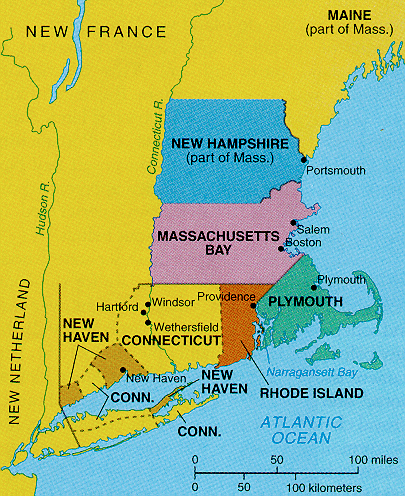 MAINE
(part of Mass.)
NEW FRANCE
Connecticut R.
NEW HAMPSHIRE
(part of Mass.)
Portsmouth
Hudson R.
Salem
MASSACHUSETTS
BAY
Boston
NEW NETHERLAND
Plymouth
PLYMOUTH
Providence
Windsor
Hartford
Wethersfield
NEW
HAVEN
CONNECTICUT
New Haven
Narragansett Bay
NEW
HAVEN
RHODE ISLAND
CONN.
CONN.
ATLANTIC
OCEAN
0 50 100 miles
0 50 100 kilometers